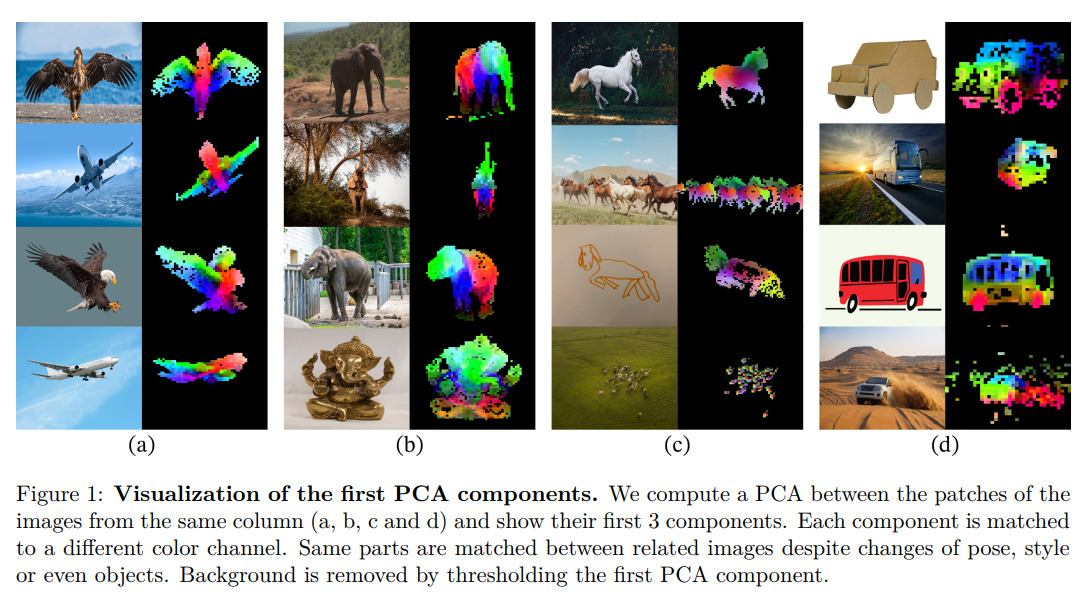 (a) (b) (c) (d)
Figure 1: Visualization of the first PCA components. We compute a PCA between the patches of the
images from the same column (a, b, c and d) and show their first 3 components. Each component is matched
to a different color channel. Same parts are matched between related images despite changes of pose, style
or even objects. Background is removed by thresholding the first PCA component.